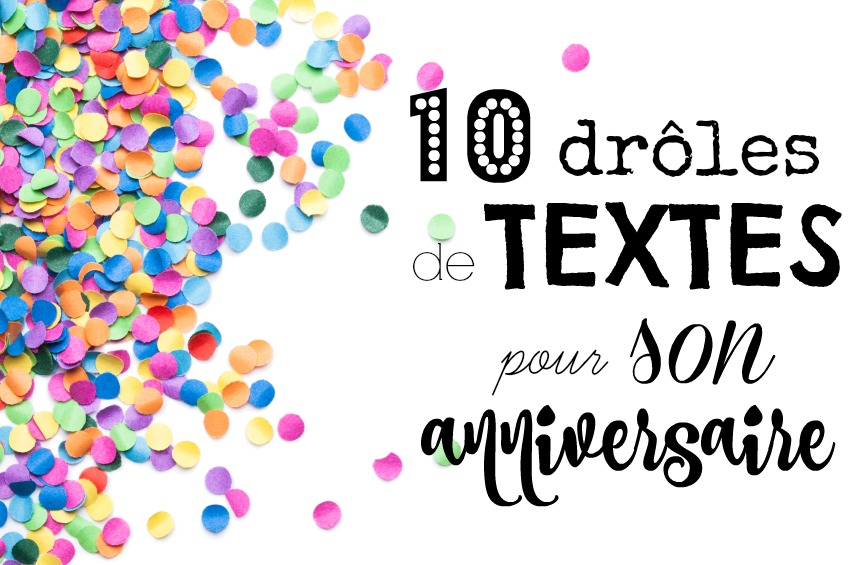 10 drôles
de TEXTES
pour son
anniversaire